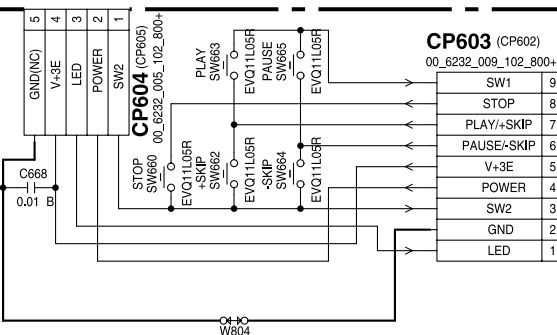 5 4 3 2 1
GND(NC)
V+3E
LED
POWER
SW2
CP604 (CP605)
00_6232_005_102_800+
PLAY
SW663
EVQ11L05R
PAUSE
SW665
EVQ11L05R
STOP
SW660
EVQ11L05R
+SKIP
SW662
EVQ11L05R
-SKIP
SW664
EVQ11L05R
C668
0.01 B
W804
CP603 (CP602)
00_6232_009_102_800+
SW1 9
STOP 8
PLAY/+SKIP 7
PAUSE/-SKIP 6
V+3E 5
POWER 4
SW2 3
GND 2
LED 1